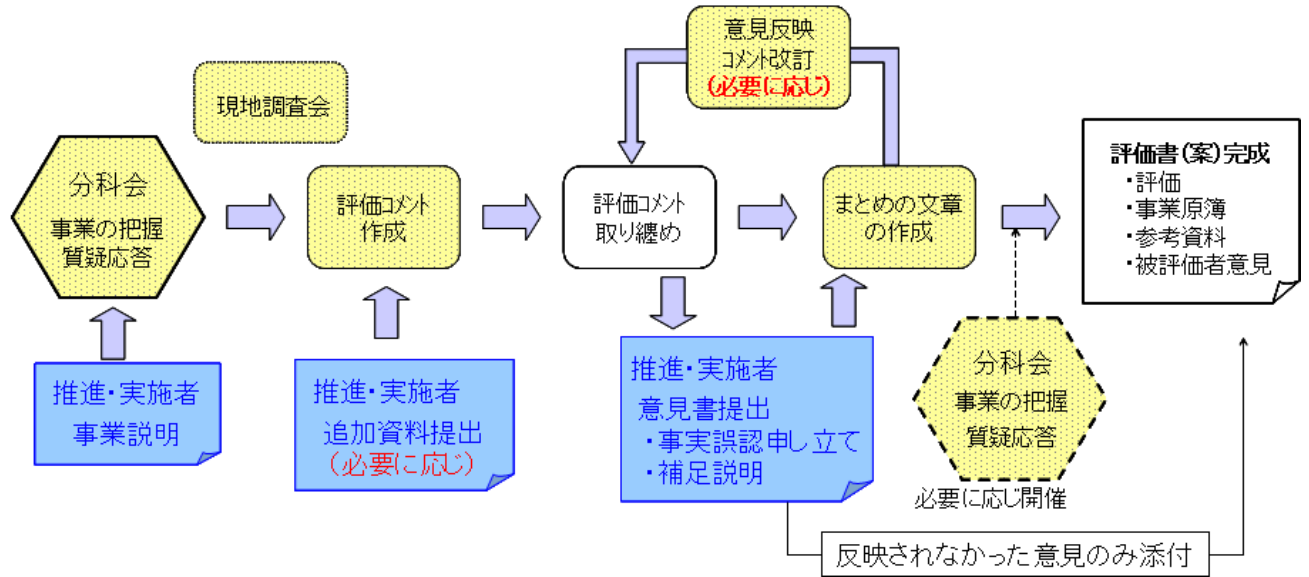 意見反映
コメント改訂
(必要に応じ)
現地調査会
分科会
事業の把握
質疑応答
評価コメント
作成
評価コメント
取り纏め
まとめの文章
の作成
評価書(案)完成
・評価
・事業原簿
・参考資料
・被評価者意見
推進・実施者
事業説明
推進・実施者
追加資料提出
(必要に応じ)
推進・実施者
意見書提出
・事実誤認申し立て
・補足説明
分科会
事業の把握
質疑応答
必要に応じ開催
反映されなかった意見のみ添付